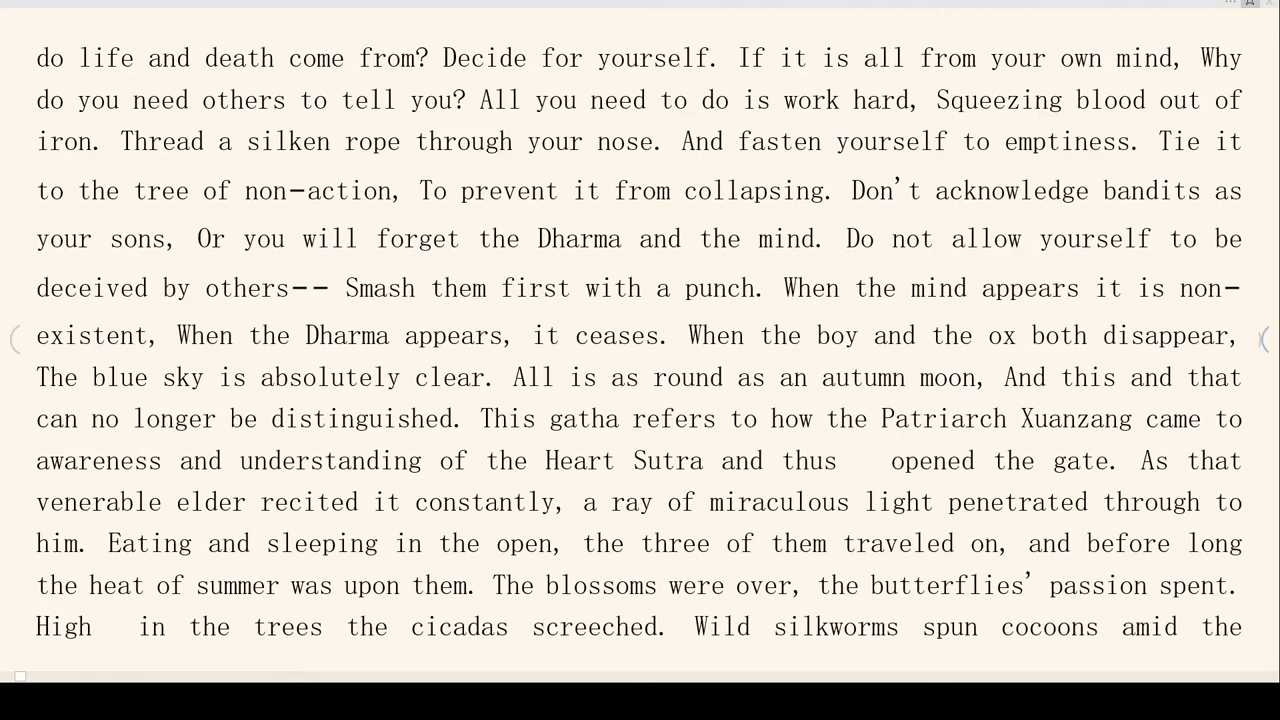 do life and death come from? Decide for yourself. If it is all from your own mind, Why
do you need others to tell you? All you need to do is work hard, Squeezing blood out of
iron. Thread a silken rope through your nose. And fasten yourself to emptiness. Tie it
to the tree of non-action, To prevent it from collapsing. Don't acknowledge bandits as
your sons, Or you will forget the Dharma and the mind. Do not allow yourself to be
deceived by others-- Smash them first with a punch. When the mind appears it is non-
existent, When the Dharma appears, it ceases. When the boy and the ox both disappear,
The blue sky is absolutely clear. All is as round as an autumn moon, And this and that
can no longer be distinguished. This gatha refers to how the Patriarch Xuanzang came to
awareness and understanding of the Heart Sutra and thus opened the gate. As that
venerable elder recited it constantly, a ray of miraculous light penetrated through to
him. Eating and sleeping in the open, the three of them traveled on, and before long
the heat of summer was upon them. The blossoms were over, the butterflies' passion spent.
High in the trees the cicadas screeched. Wild silkworms spun cocoons amid the